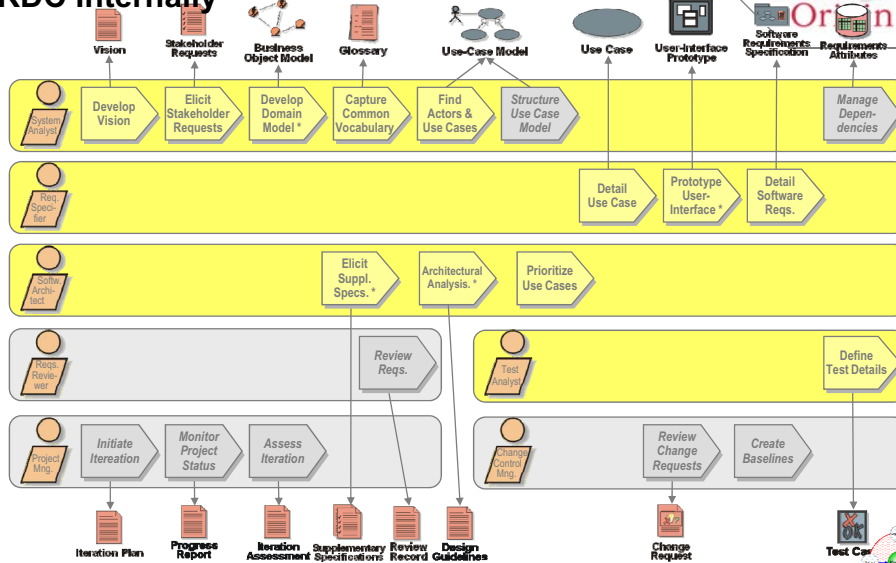 RDC internally
Origin
Vision
Stakeholder
Requests
Business
Object Model
Glossary
Use-Case Model
Use Case
User-Interface
Prototype
Software
Requirements
Specification
Requirements
Attributes
System
Analyst
Develop
Vision
Elicit
Stakeholder
Requests
Develop
Domain
Model *
Capture
Common
Vocabulary
Find
Actors &
Use Cases
Structure
Use Case
Model
Manage
Depen-
dencies
Req.
Speci-
fier
Detail
Use Case
Prototype
User-
Interface *
Detail
Software
Reqs.
Softw.
Archi-
tect
Elicit
Suppl.
Specs. *
Architectural
Analysis. *
Prioritize
Use Cases
Reqs.
Revie-
wer
Review
Reqs.
Test
Analyst
Define
Test Details
Project
Mng.
Initiate
Itereation
Monitor
Project
Status
Assess
Iteration
Change
Control
Mng.
Review
Change
Requests
Create
Baselines
Iteration Plan
Progress
Report
Iteration
Assessment
Supplementary
Specifications
Review
Record
Design
Guidelines
Change
Request
OK
Test Ca